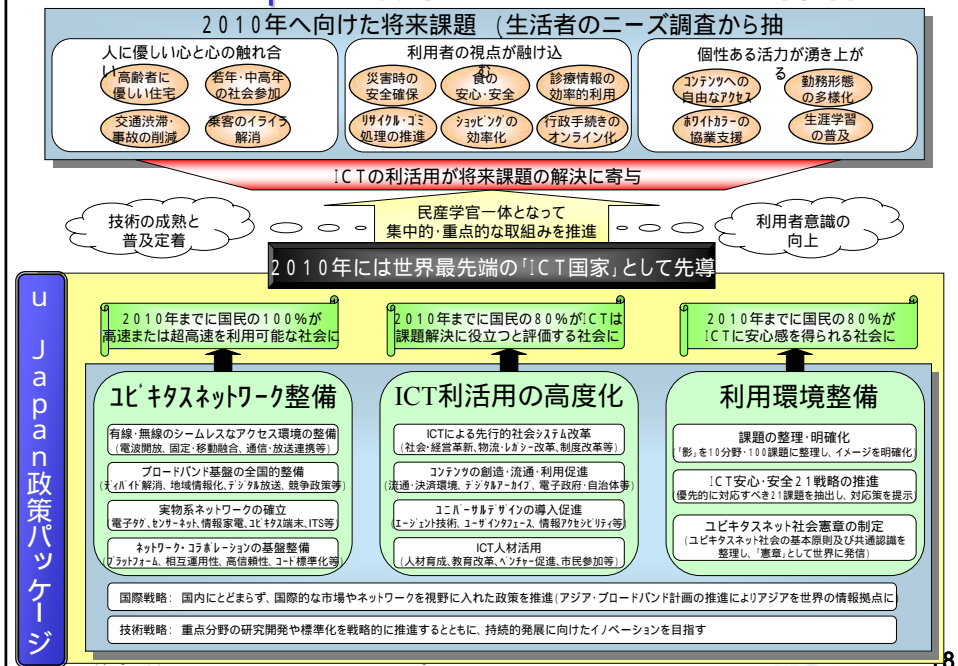 2010年へ向けた将来課題 (生活者のニーズ調査から抽
人に優しい心と心の触れ合
い
高齢者に
優しい住宅
若年・中高年
の社会参加
交通渋滞・
事故の削減
乗客のイライラ
解消
利用者の視点が融け込
む
災害時の
安全確保
食の
安心・安全
診療情報の
効率的利用
リサイクル・ゴミ
処理の推進
ショッピングの
効率化
行政手続きの
オンライン化
個性ある活力が湧き上が
る
コンテンツへの
自由なアクセス
勤務形態
の多様化
ホワイトカラーの
協業支援
生涯学習
の普及
ICTの利活用が将来課題の解決に寄与
技術の成熟と
普及定着
民産学官一体となって
集中的・重点的な取組みを推進
利用者意識の
向上
2010年には世界最先端の「ICT国家」として先導
u Japan政策パッケージ
2010年までに国民の100%が
高速または超高速を利用可能な社会に
2010年までに国民の80%がICTは
課題解決に役立つと評価する社会に
2010年までに国民の80%が
ICTに安心感を得られる社会に
ユビキタスネットワーク整備
有線・無線のシームレスなアクセス環境の整備
(電波開放、固定・移動融合、通信・放送連携等)
ブロードバンド基盤の全国的整備
(ディバイド解消、地域情報化、デジタル放送、競争政策等)
実物系ネットワークの確立
(電子タグ、センサーネット、情報家電、ユビキタス端末、ITS等)
ネットワーク・コラボレーションの基盤整備
(プラットフォーム、相互運用性、高信頼性、コード標準化等)
ICT利活用の高度化
ICTによる先行的社会システム改革
(社会・経営革新、物流・レガシー改革、制度改革等)
コンテンツの創造・流通・利用促進
(流通・決済環境、デジタルアーカイブ、電子政府・自治体等)
ユニバーサルデザインの導入促進
(エージェント技術、ユーザインタフェース、情報アクセシビリティ等)
ICT人材活用
(人材育成、教育改革、ベンチャー促進、市民参加等)
利用環境整備
課題の整理・明確化
「影」を10分野・100課題に整理し、イメージを明確化
ICT安心・安全21戦略の推進
優先的に対応すべき21課題を抽出し、対応策を提示
ユビキタスネット社会憲章の制定
(ユビキタスネット社会の基本原則及び共通認識を
整理し、「憲章」として世界に発信)
国際戦略: 国内にとどまらず、国際的な市場やネットワークを視野に入れた政策を推進(アジア・ブロードバンド計画の推進によりアジアを世界の情報拠点に)
技術戦略: 重点分野の研究開発や標準化を戦略的に推進するとともに、持続的発展に向けたイノベーションを目指す